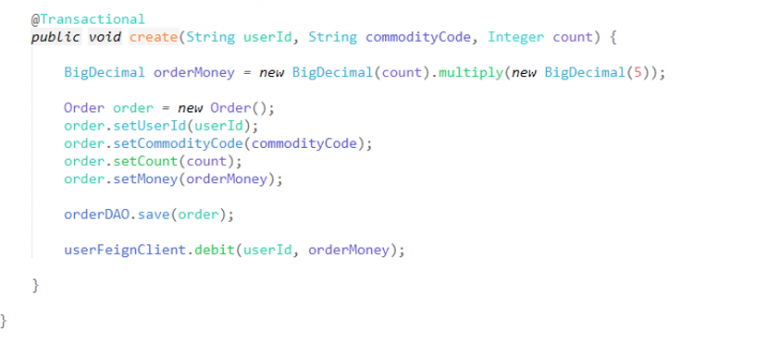 @Transactional
public void create(String userId, String commodityCode, Integer count) {
BigDecimal orderMoney = new BigDecimal(count).multiply(new BigDecimal(5));
Order order = new Order();
order.setUserId(userId);
order.setCommodityCode(commodityCode);
order.setCount(count);
order.setMoney(orderMoney);
orderDAO.save(order);
userFeignClient.debit(userId, orderMoney);
}
}